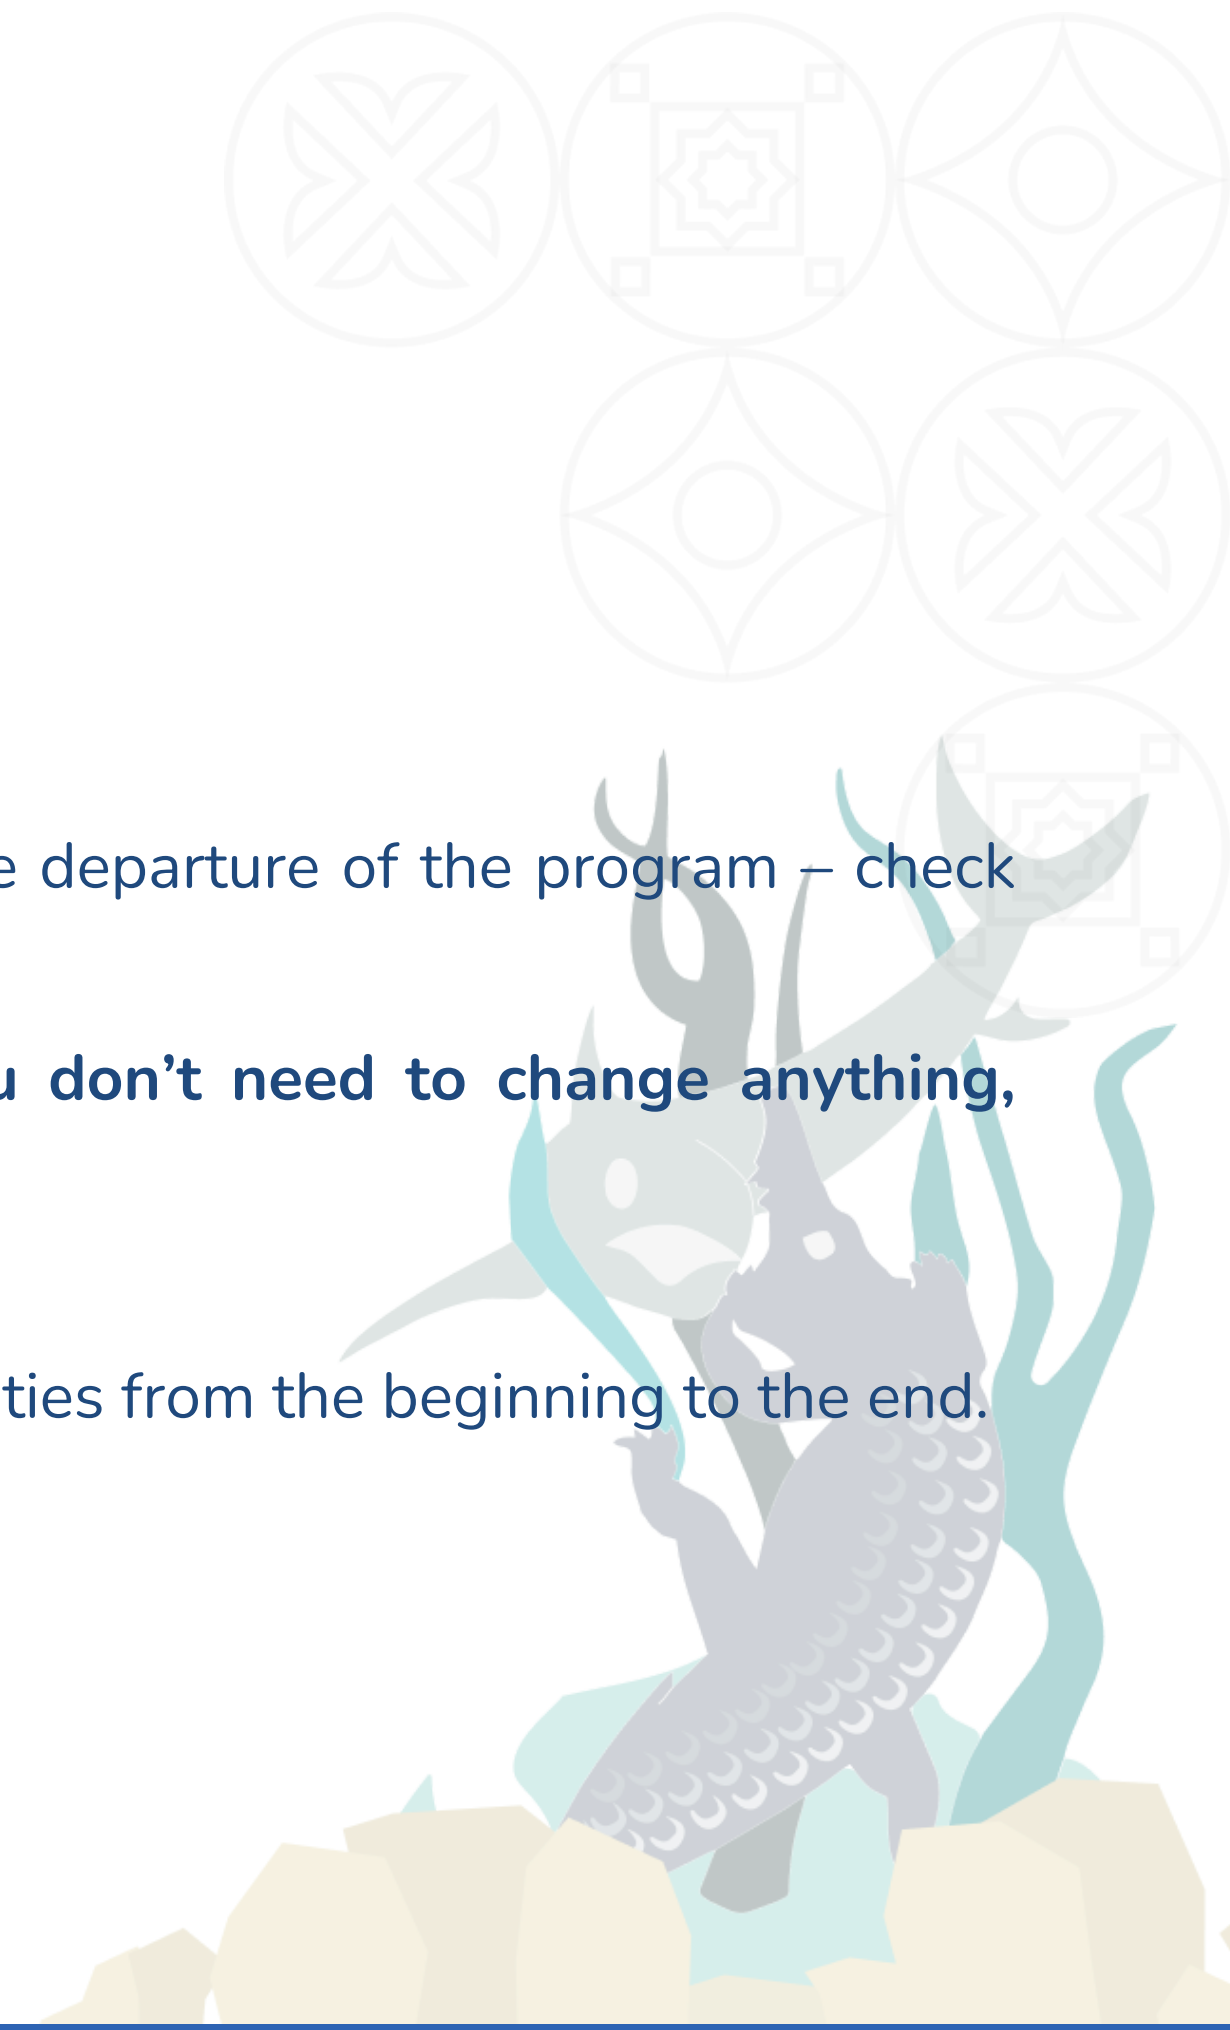 e departure of the program – check
u don’t need to change anything,
ties from the beginning to the end.